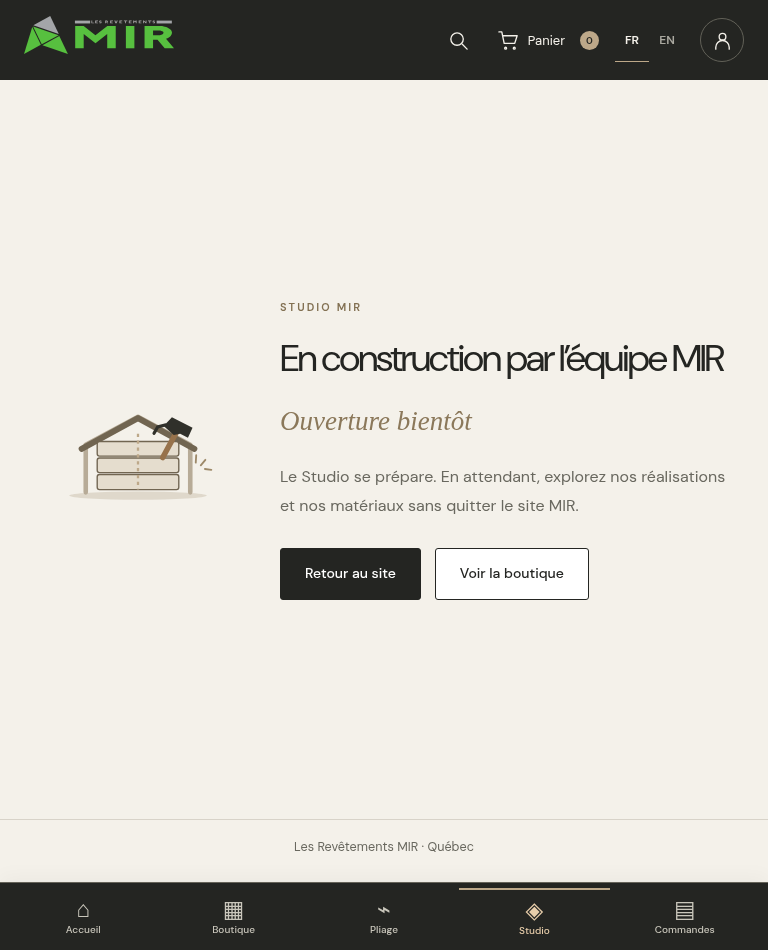 LES REVÊTEMENTS
MIR
Panier 0 FR EN
STUDIO MIR
En construction par l'équipe MIR
Ouverture bientôt
Le Studio se prépare. En attendant, explorez nos réalisations
et nos matériaux sans quitter le site MIR.
Retour au site Voir la boutique
Les Revêtements MIR · Québec
Accueil Boutique Pliage Studio Commandes